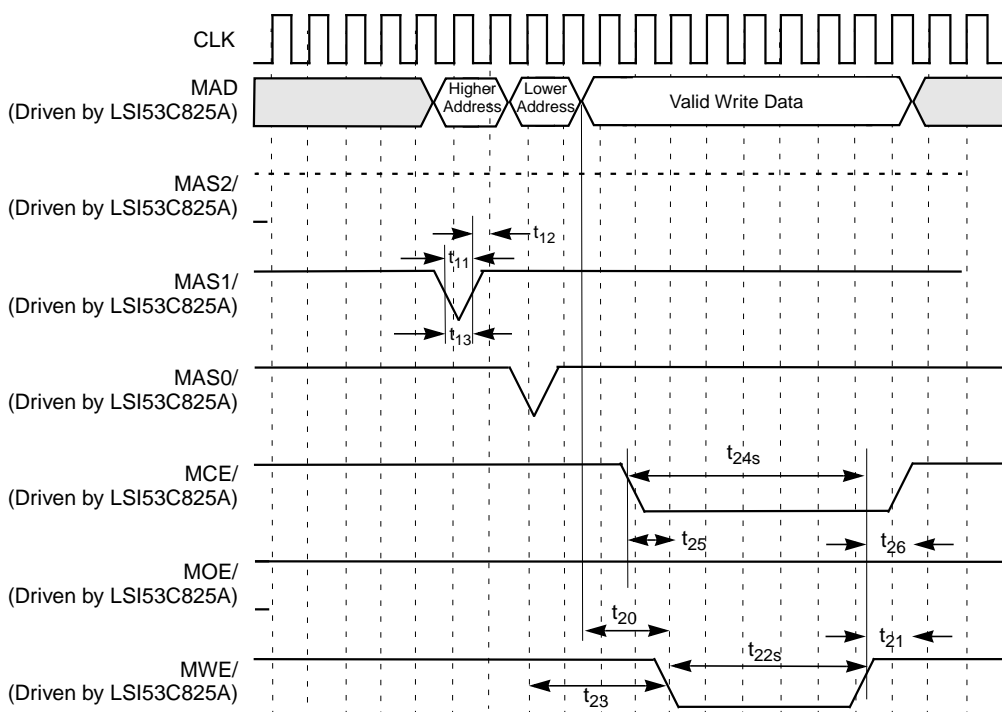 CLK
MAD
(Driven by LSI53C825A)
Higher
Address
Lower
Address
Valid Write Data
MAS2/
(Driven by LSI53C825A)
t12
t11
MAS1/
(Driven by LSI53C825A)
t13
MAS0/
(Driven by LSI53C825A)
t24s
MCE/
(Driven by LSI53C825A)
t25
t26
MOE/
(Driven by LSI53C825A)
t20
t21
t22s
MWE/
(Driven by LSI53C825A)
t23